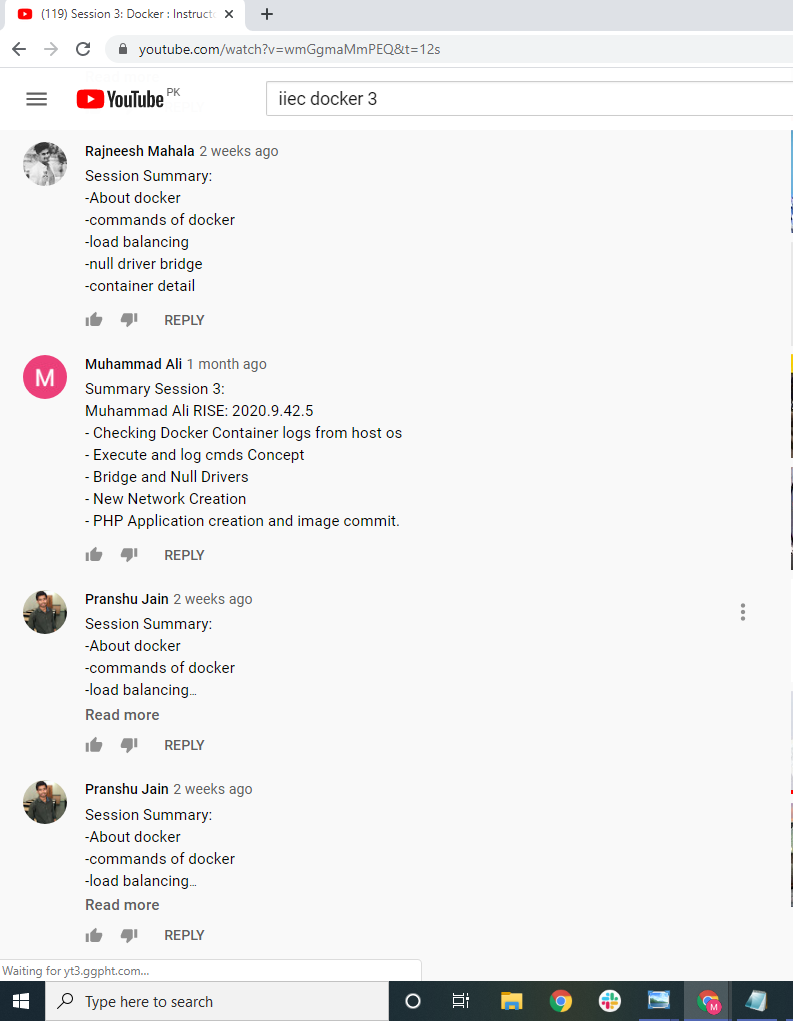 (119) Session 3: Docker : Instructo
youtube.com/watch?v=wmGgmaMmPEQ&t=12s
YouTube PK
iiec docker 3
Rajneesh Mahala 2 weeks ago
Session Summary:
-About docker
-commands of docker
-load balancing
-null driver bridge
-container detail
REPLY
M
Muhammad Ali 1 month ago
Summary Session 3:
Muhammad Ali RISE: 2020.9.42.5
- Checking Docker Container logs from host os
- Execute and log cmds Concept
- Bridge and Null Drivers
- New Network Creation
- PHP Application creation and image commit.
REPLY
Pranshu Jain 2 weeks ago
Session Summary:
-About docker
-commands of docker
-load balancing…
Read more
REPLY
Pranshu Jain 2 weeks ago
Session Summary:
-About docker
-commands of docker
-load balancing…
Read more
REPLY
Waiting for yt3.ggpht.com...
Type here to search
M